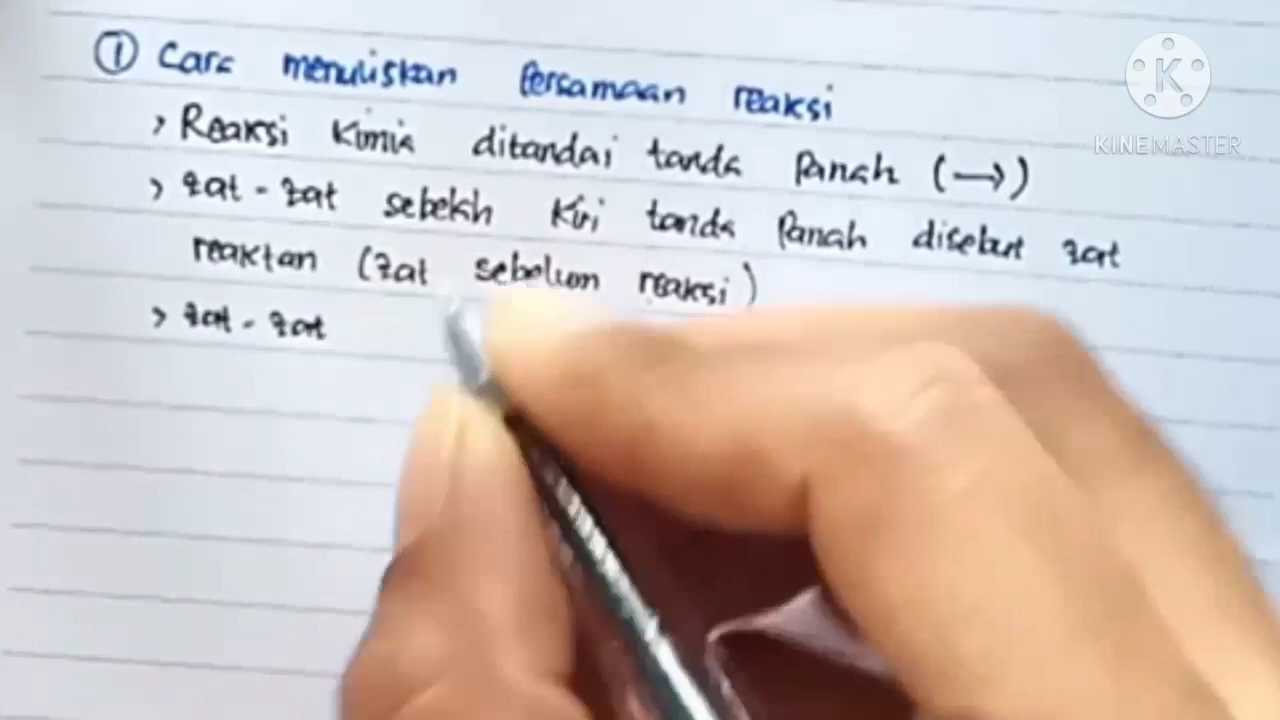 ① Cara menuliskan Persamaan reaksi
> Reaksi Kimia ditandai tanda Panah (→)
> zat - zat sebelah Kiri tanda Panah disebut zat
reaktan (zat sebelum reaksi)
> zat - zat
K
KINEMASTER